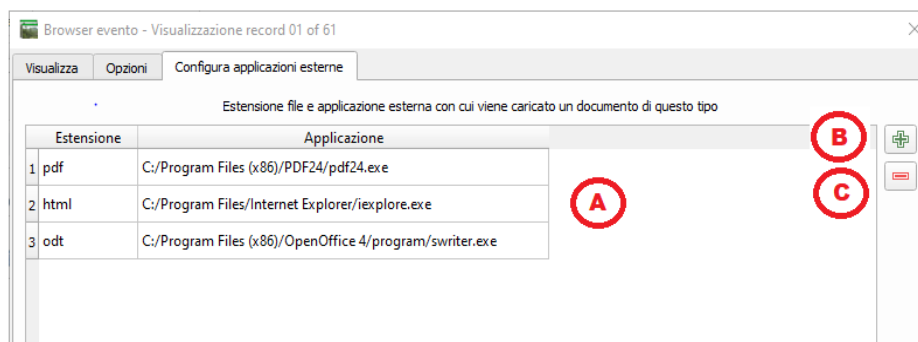 Browser evento - Visualizzazione record 01 of 61
Visualizza Opzioni Configura applicazioni esterne
Estensione file e applicazione esterna con cui viene caricato un documento di questo tipo
Estensione Applicazione
1 pdf C:/Program Files (x86)/PDF24/pdf24.exe
2 html C:/Program Files/Internet Explorer/iexplore.exe
3 odt C:/Program Files (x86)/OpenOffice 4/program/swriter.exe
B
A
C